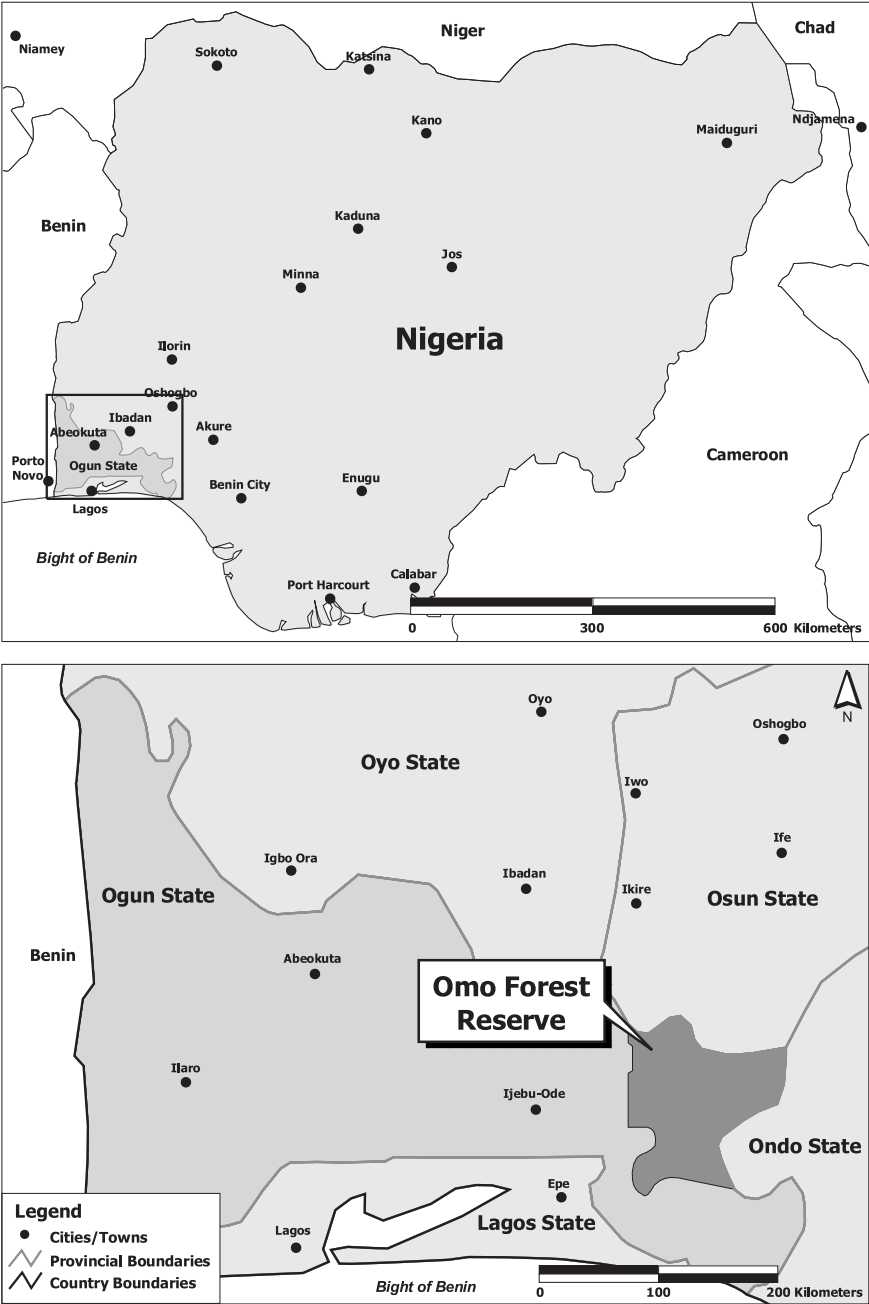 Niger
Chad
Niamey
Sokoto
Katsina
Kano
Maiduguri
Ndjamena
Benin
Kaduna
Jos
Minna
Nigeria
Ilorin
Oshogbo
Ibadan
Abeokuta
Akure
Ogun State
Cameroon
Porto
Novo
Benin City
Enugu
Lagos
Bight of Benin
Port Harcourt
Calabar
0 300 600 Kilometers
Oyo
N
Oshogbo
Oyo State
Iwo
Ife
Igbo Ora
Ibadan
Ikire
Ogun State
Osun State
Benin
Abeokuta
Omo Forest
Reserve
Ilaro
Ijebu-Ode
Ondo State
Epe
Lagos State
Lagos
Legend
Cities/Towns
Provincial Boundaries
Country Boundaries
Bight of Benin
0 100 200 Kilometers